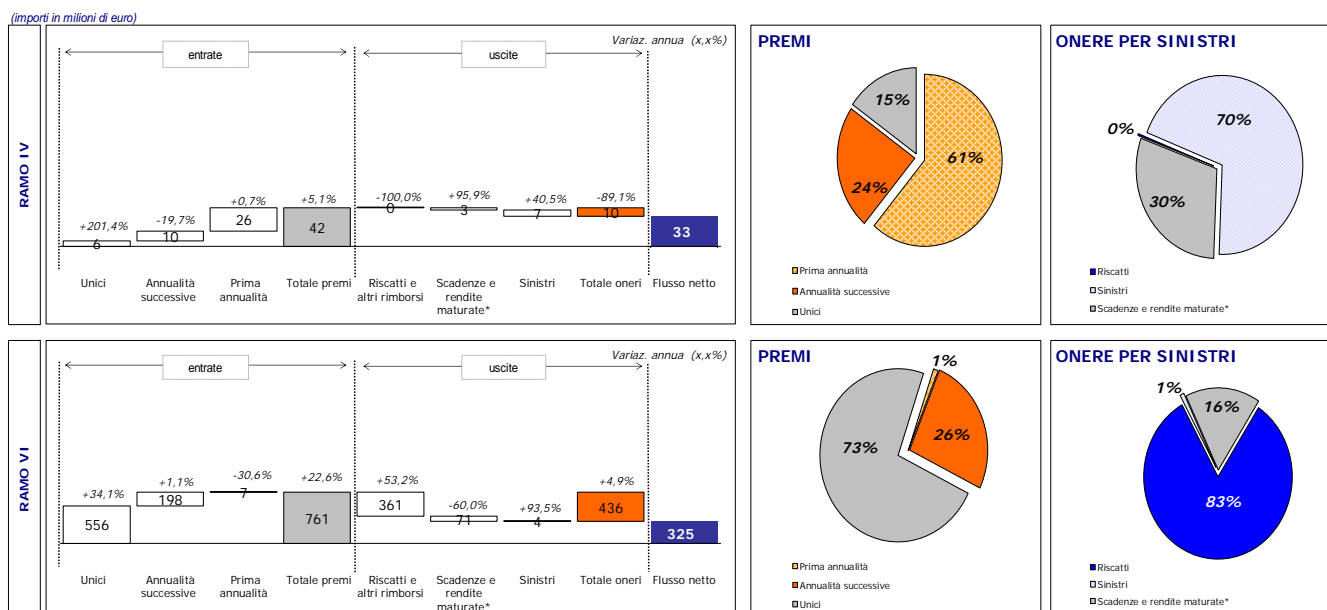 (importi in milioni di euro)
RAMO IV
Variaz. annua (x,x%)
entrate
uscite
+201,4%
-19,7%
+0,7%
+5,1%
-100,0%
+95,9%
+40,5%
-89,1%
6
10
26
42
0
3
7
10
33
Unici
Annualità
successive
Prima
annualità
Totale premi
Riscatti e
altri rimborsi
Scadenze e
rendite
maturate*
Sinistri
Totale oneri
Flusso netto
PREMI
15%
61%
24%
Prima annualità
Annualità successive
Unici
ONERE PER SINISTRI
0%
70%
30%
Riscatti
Sinistri
Scadenze e rendite maturate*
RAMO VI
Variaz. annua (x,x%)
entrate
uscite
+34,1%
+1,1%
-30,6%
+22,6%
+53,2%
-60,0%
+93,5%
+4,9%
556
198
7
761
361
71
4
436
325
Unici
Annualità
successive
Prima
annualità
Totale premi
Riscatti e
altri rimborsi
Scadenze e
rendite
maturate*
Sinistri
Totale oneri
Flusso netto
PREMI
1%
73%
26%
Prima annualità
Annualità successive
Unici
ONERE PER SINISTRI
1%
16%
83%
Riscatti
Sinistri
Scadenze e rendite maturate*